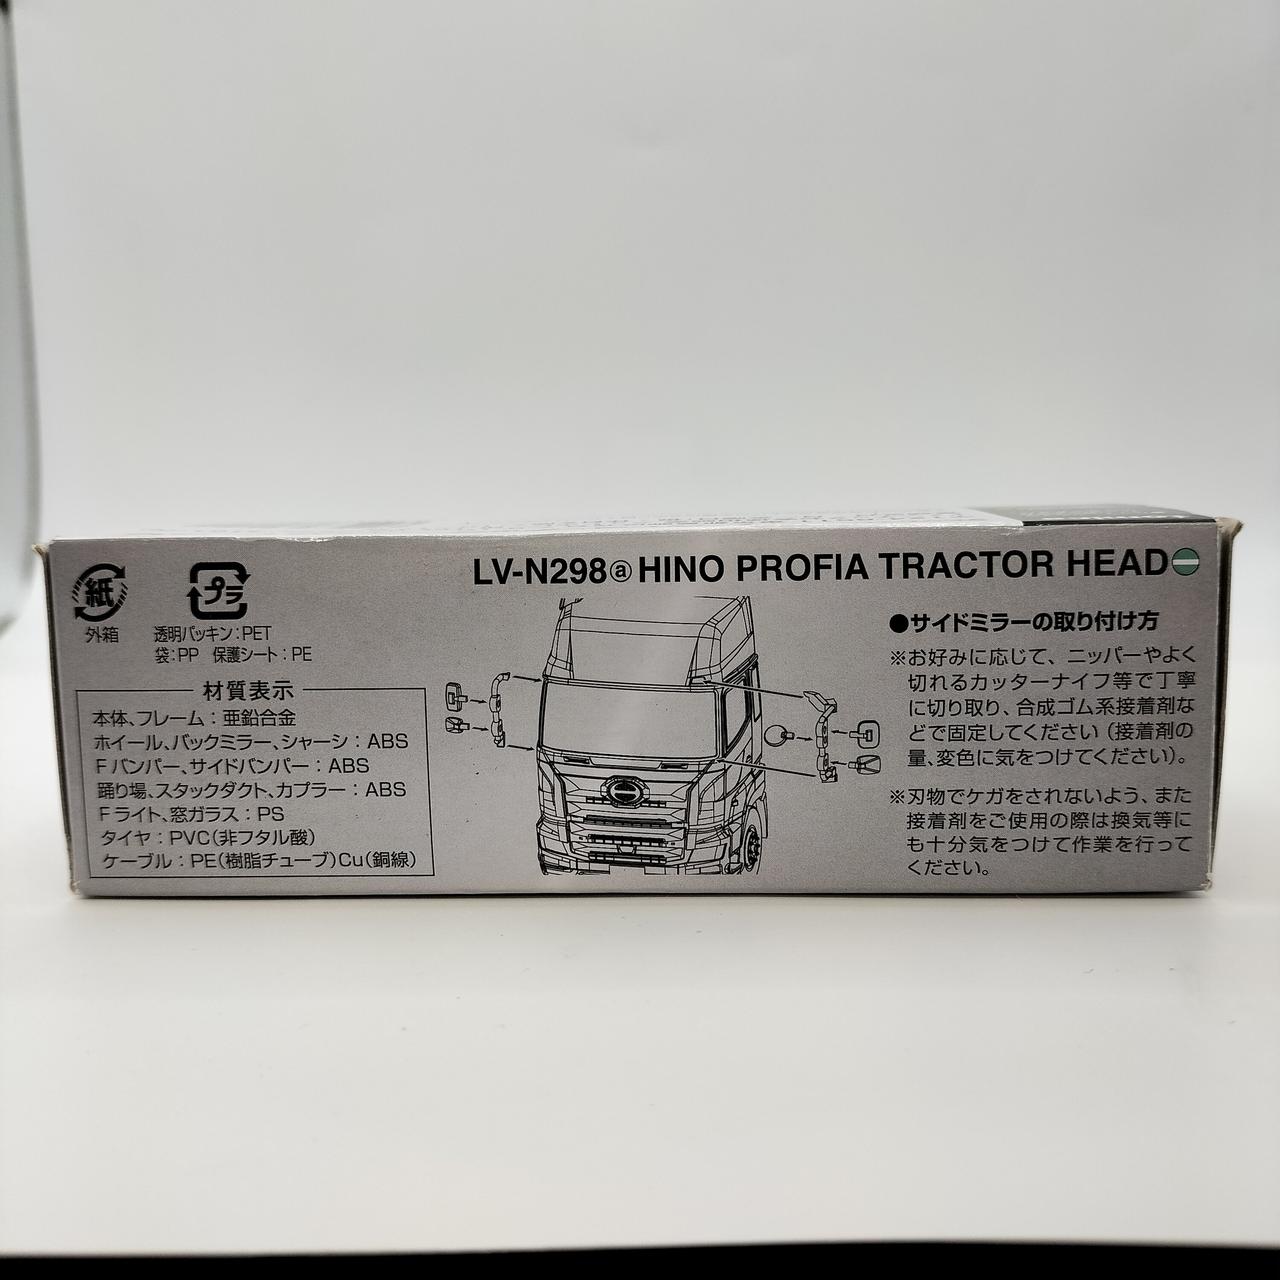 LV-N298ⓐHINO PROFIA TRACTOR HEAD
紙
外箱
プラ
透明パッキン:PET
袋:PP 保護シート:PE
材質表示
本体、フレーム:亜鉛合金
ホイール、バックミラー、シャーシ:ABS
Fバンパー、サイドバンパー:ABS
踊り場、スタックダクト、カプラー:ABS
Fライト、窓ガラス:PS
タイヤ:PVC(非フタル酸)
ケーブル:PE(樹脂チューブ)Cu(銅線)
●サイドミラーの取り付け方
※お好みに応じて、ニッパーやよく
切れるカッターナイフ等で丁寧
に切り取り、合成ゴム系接着剤な
どで固定してください(接着剤の
量、変色に気をつけてください)。
※刃物でケガをされないよう、また
接着剤をご使用の際は換気等に
も十分気をつけて作業を行って
ください。